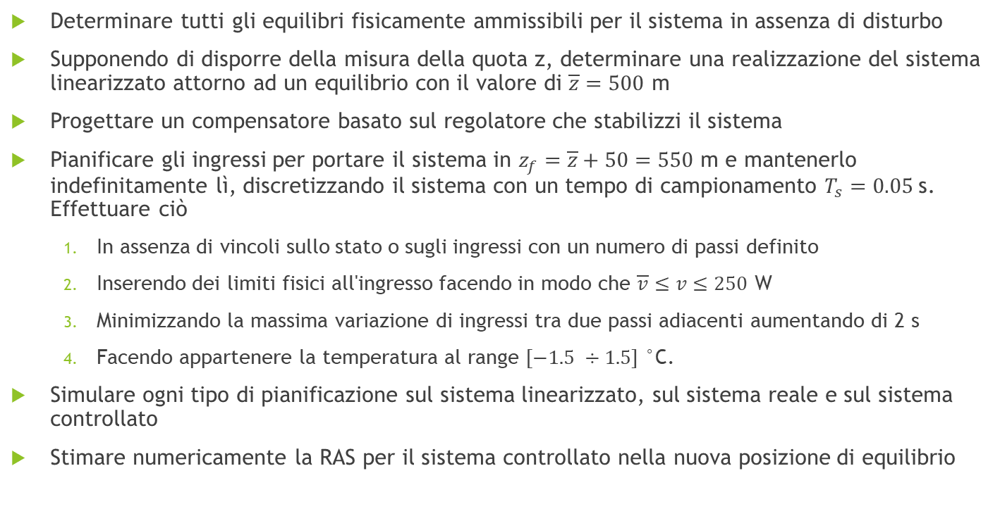 Determinare tutti gli equilibri fisicamente ammissibili per il sistema in assenza di disturbo
Supponendo di disporre della misura della quota z, determinare una realizzazione del sistema
linearizzato attorno ad un equilibrio con il valore di z̅ = 500 m
Progettare un compensatore basato sul regolatore che stabilizzi il sistema
Pianificare gli ingressi per portare il sistema in z_f = z̅ + 50 = 550 m e mantenerlo
indefinitamente lì, discretizzando il sistema con un tempo di campionamento T_s = 0.05 s.
Effettuare ciò
1. In assenza di vincoli sullo stato o sugli ingressi con un numero di passi definito
2. Inserendo dei limiti fisici all'ingresso facendo in modo che v̅ ≤ v ≤ 250 W
3. Minimizzando la massima variazione di ingressi tra due passi adiacenti aumentando di 2 s
4. Facendo appartenere la temperatura al range [−1.5 ÷ 1.5] °C.
Simulare ogni tipo di pianificazione sul sistema linearizzato, sul sistema reale e sul sistema
controllato
Stimare numericamente la RAS per il sistema controllato nella nuova posizione di equilibrio